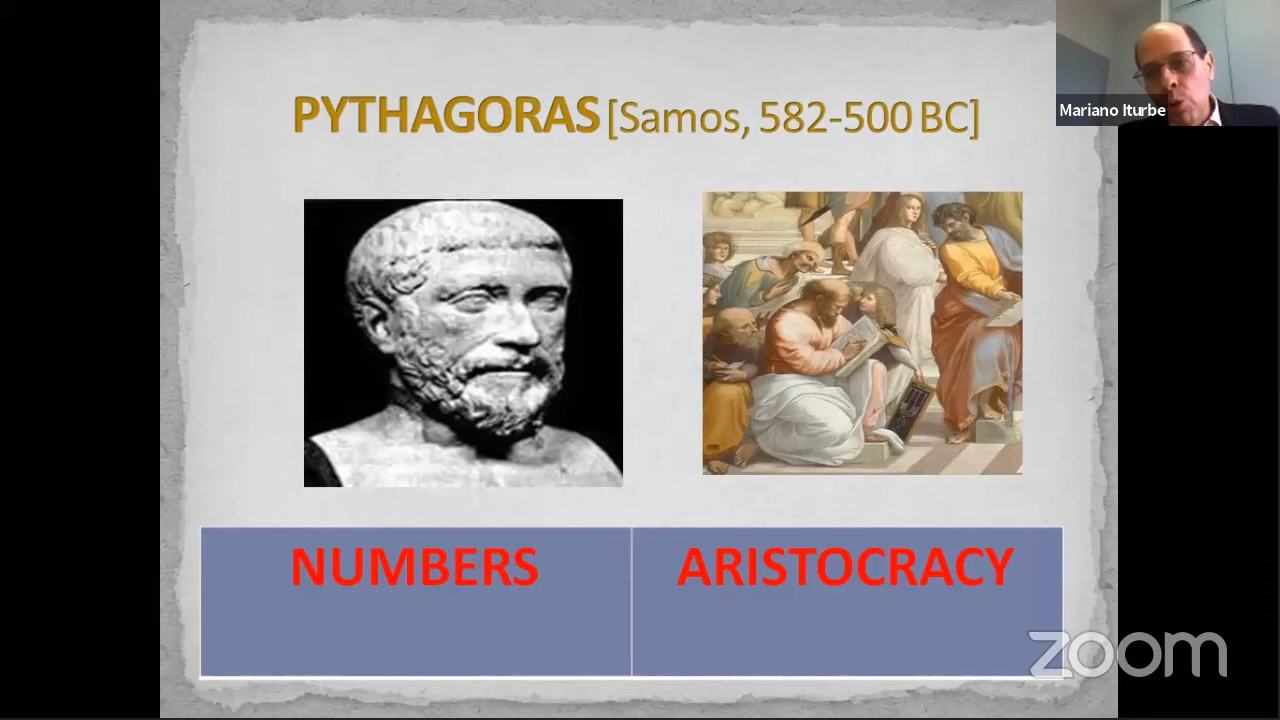 PYTHAGORAS [Samos, 582-500 BC]
Mariano Iturbe
NUMBERS
ARISTOCRACY
zoom